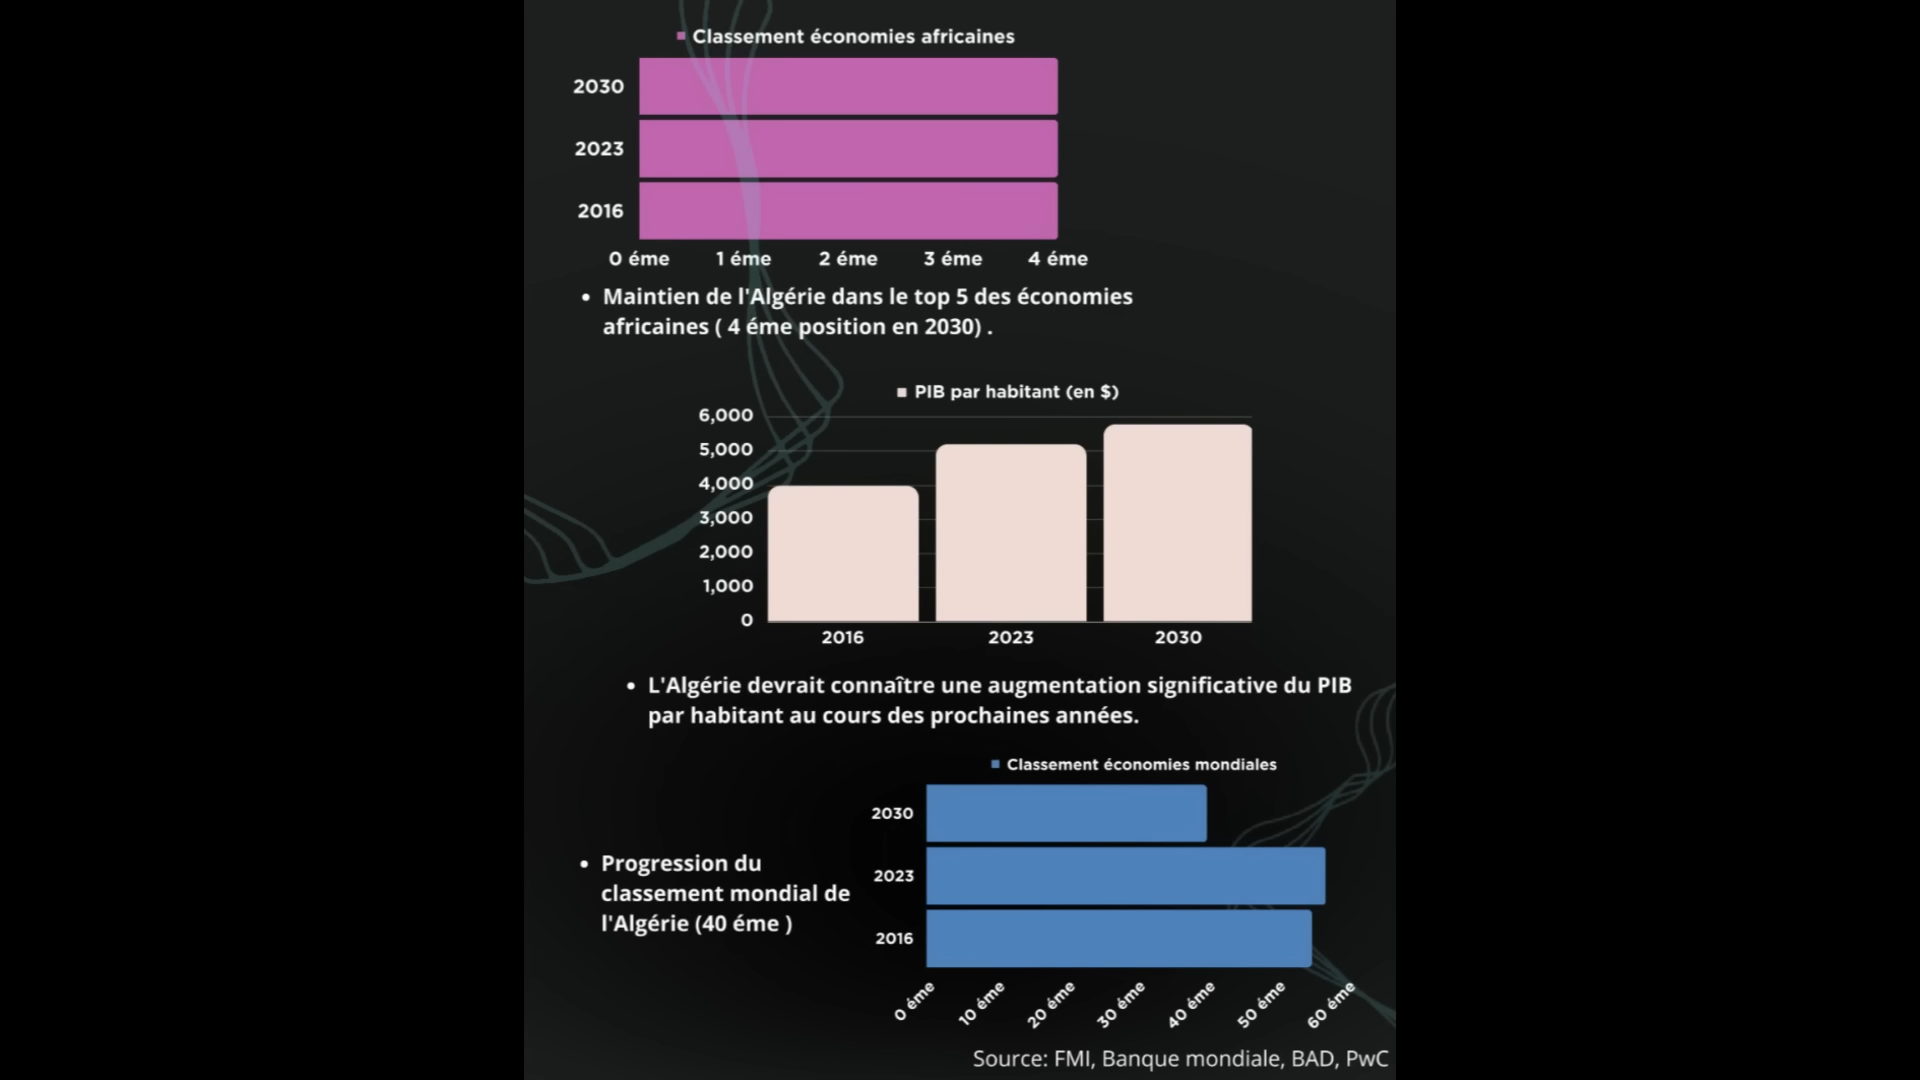 Classement économies africaines
2030
2023
2016
0 éme 1 éme 2 éme 3 éme 4 éme
• Maintien de l'Algérie dans le top 5 des économies
africaines ( 4 éme position en 2030) .
PIB par habitant (en $)
6,000
5,000
4,000
3,000
2,000
1,000
0
2016 2023 2030
• L'Algérie devrait connaître une augmentation significative du PIB
par habitant au cours des prochaines années.
Classement économies mondiales
2030
2023
2016
0 éme 10 éme 20 éme 30 éme 40 éme 50 éme 60 éme
• Progression du
classement mondial de
l'Algérie (40 éme )
Source: FMI, Banque mondiale, BAD, PwC